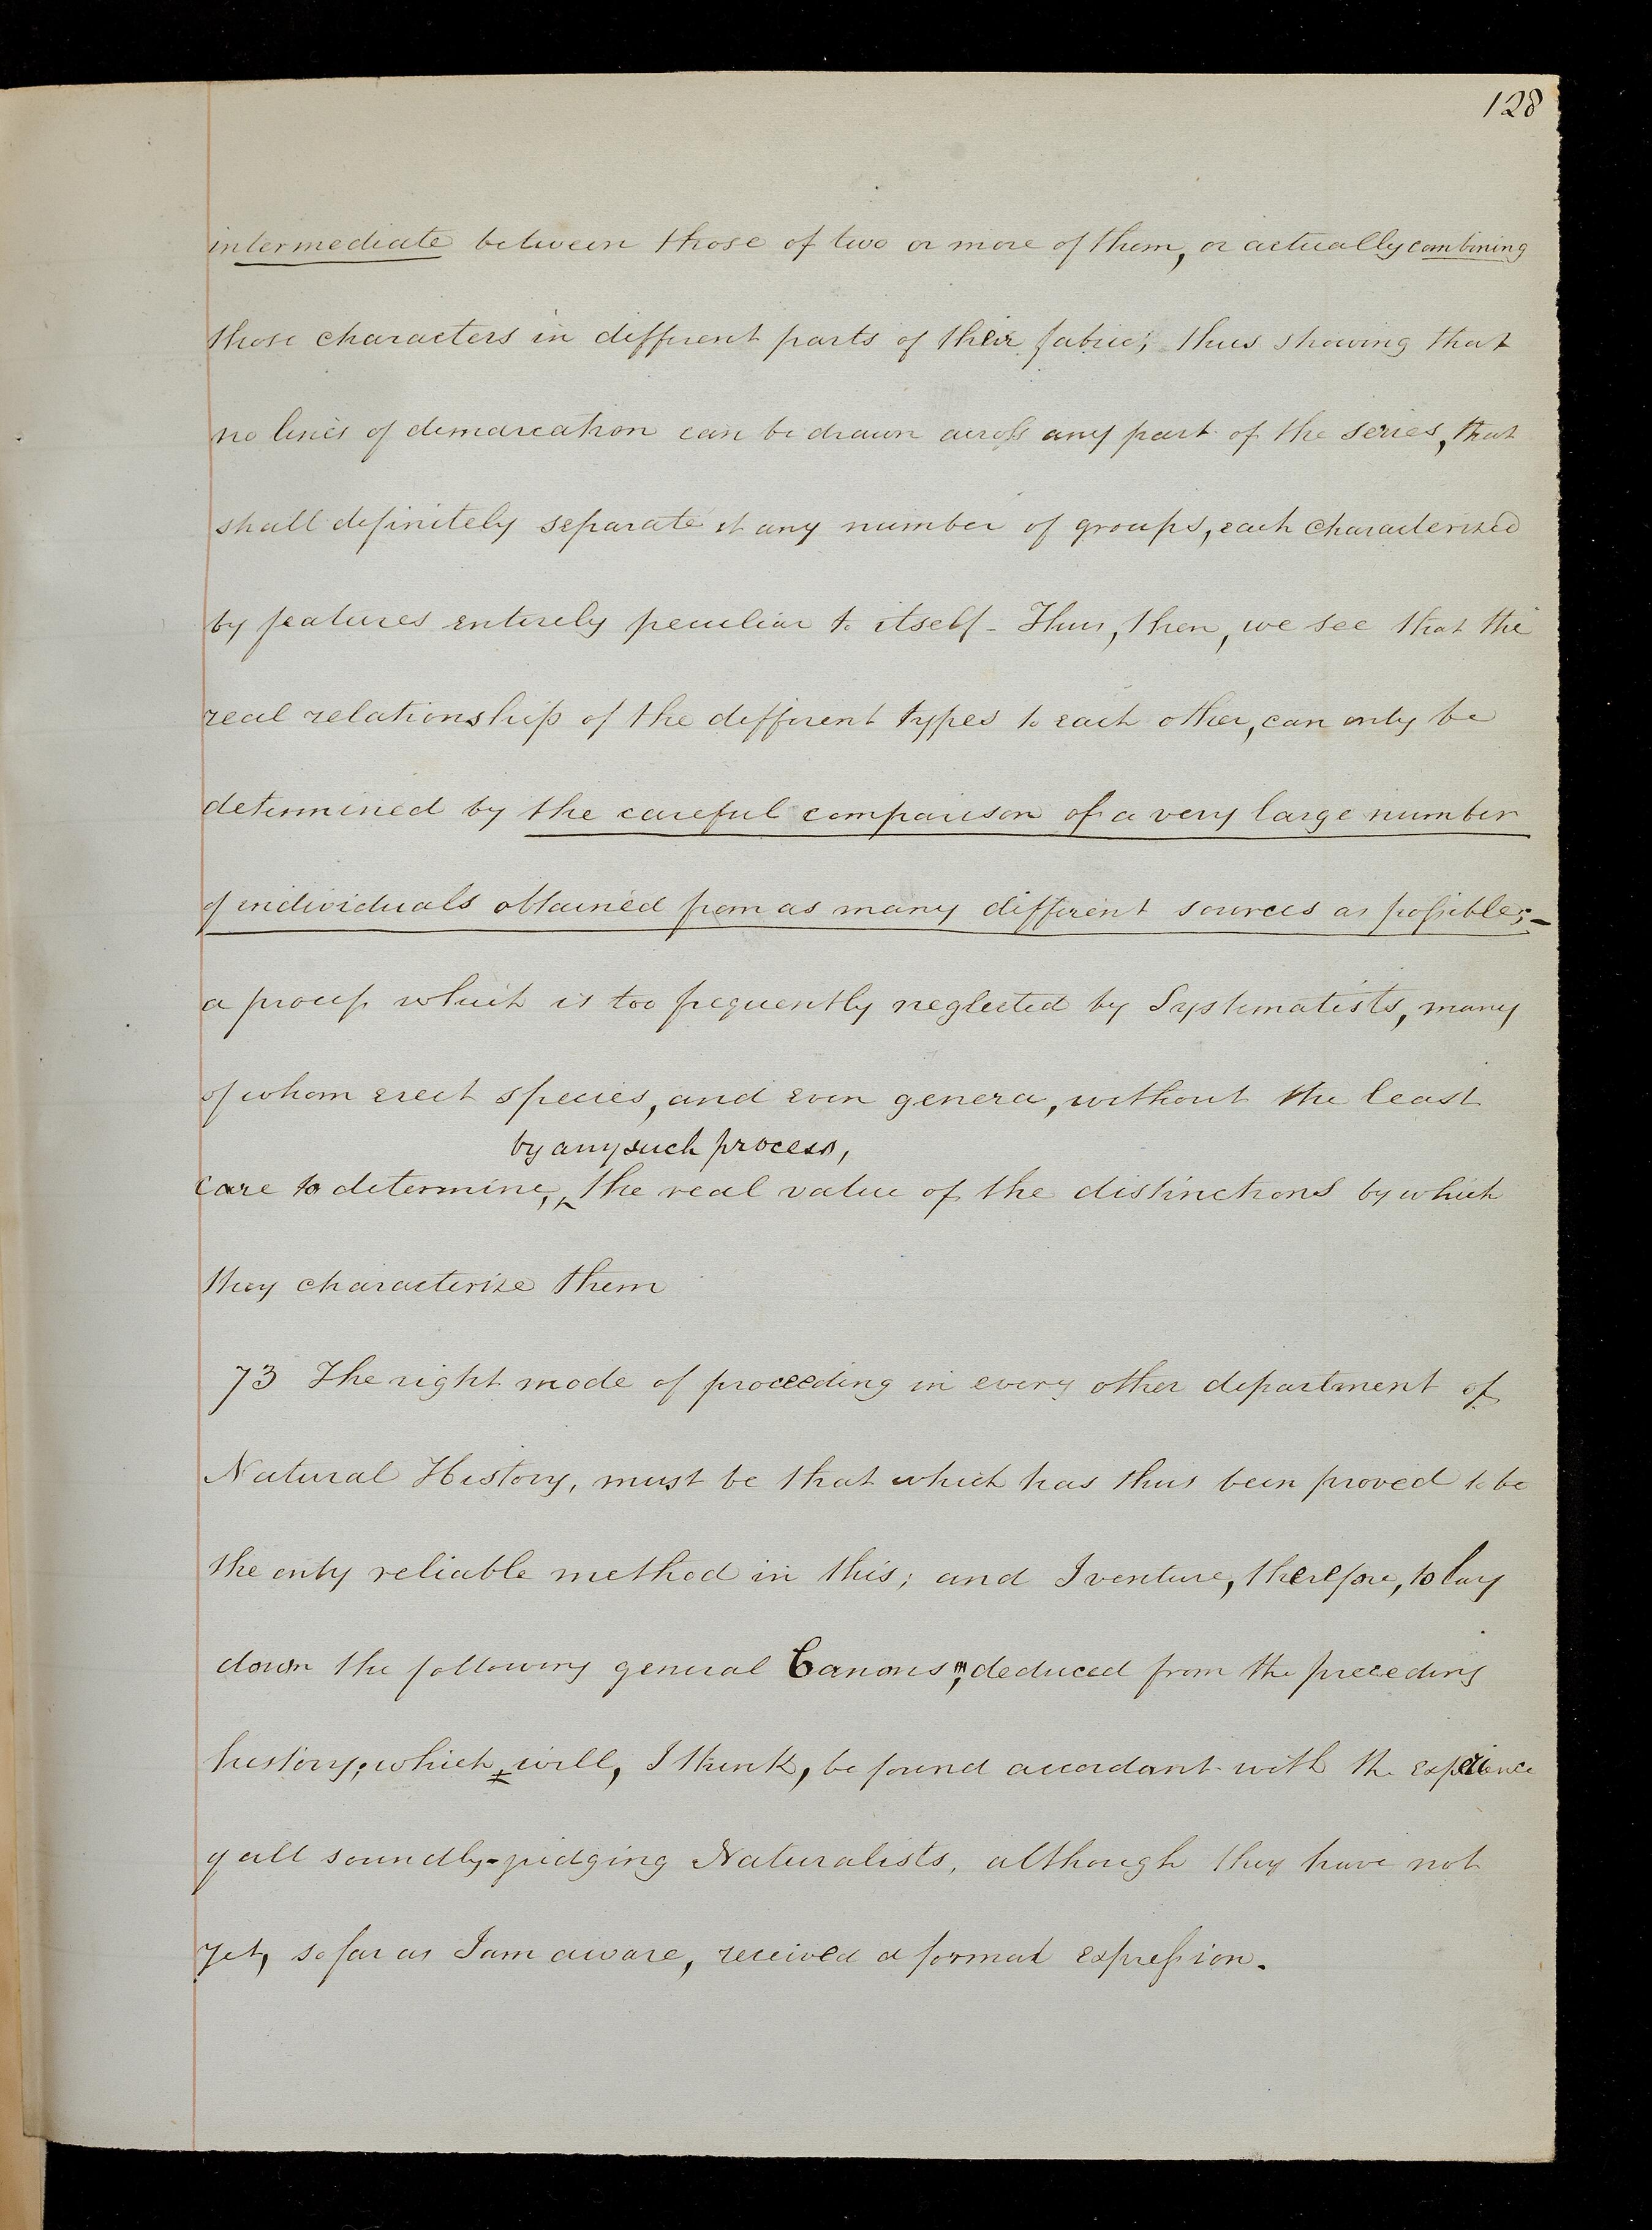 128
intermediate between those of two or more of them, or actually combining
those characters in different parts of their fabric; thus showing that
no lines of demarcation can be drawn across any part of the series, that
shall definitely separate it any number of groups, each characterized
by features entirely peculiar to itself - Thus, then, we see that the
real relationship of the different types to each other, can only be
determined by the careful comparison of a very large number
of individuals obtained from as many different sources as possible;-
a process which is too frequently neglected by Systematists, many
of whom erect species, and even genera, without the least
by any such process,
care to determine, ^ the real value of the distinctions by which
they characterize them
73 The right mode of proceeding in every other department of
Natural History, must be that which has thus been proved to be
the only reliable method in this; and I venture, therefore, to lay
down the following general Canons, deduced from the preceding
history; which will, I think, be found accordant with the experience
of all soundly-judging Naturalists, although they have not
yet, so far as I am aware, received a formal expression.